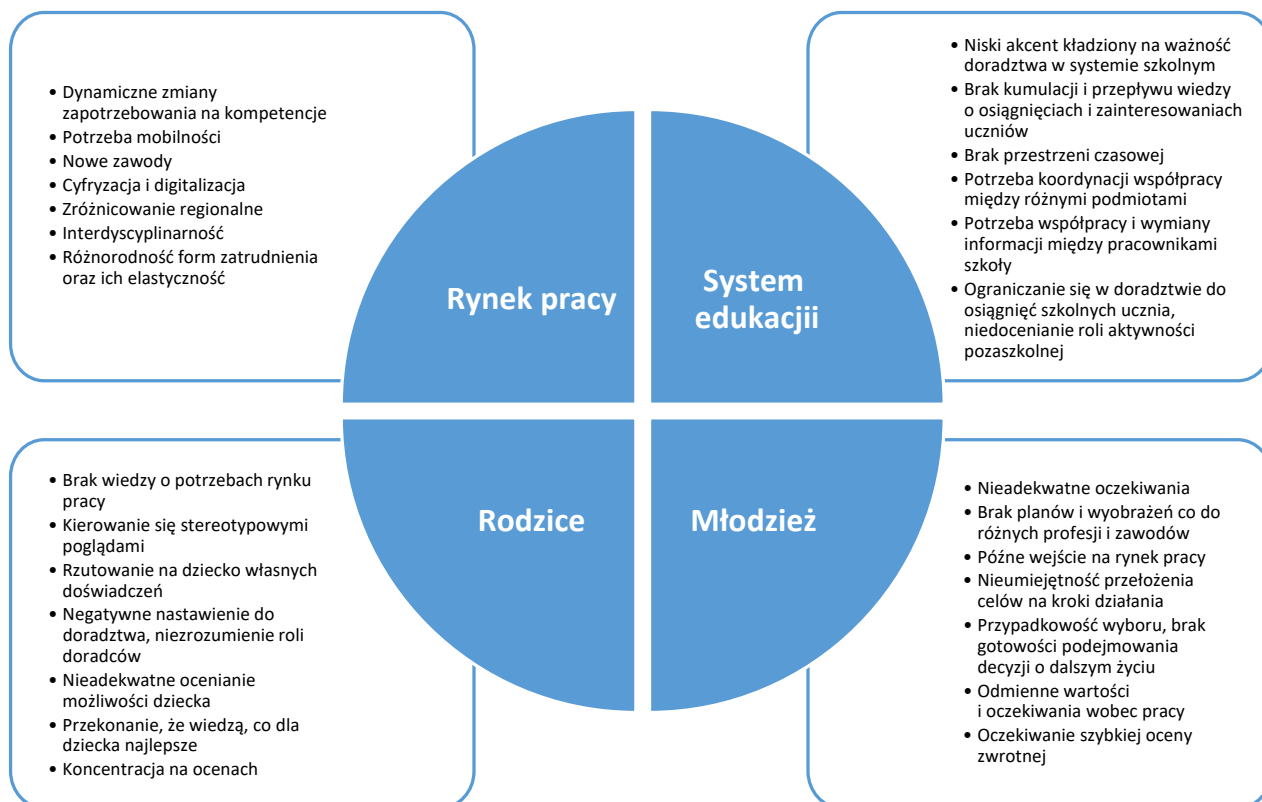 • Dynamiczne zmiany
zapotrzebowania na kompetencje
• Potrzeba mobilności
• Nowe zawody
• Cyfryzacja i digitalizacja
• Zróżnicowanie regionalne
• Interdyscyplinarność
• Różnorodność form zatrudnienia
oraz ich elastyczność
• Niski akcent kładziony na ważność
doradztwa w systemie szkolnym
• Brak kumulacji i przepływu wiedzy
o osiągnięciach i zainteresowaniach
uczniów
• Brak przestrzeni czasowej
• Potrzeba koordynacji współpracy
między różnymi podmiotami
• Potrzeba współpracy i wymiany
informacji między pracownikami
szkoły
• Ograniczanie się w doradztwie do
osiągnięć szkolnych ucznia,
niedocenianie roli aktywności
pozaszkolnej
Rynek pracy
System
edukacjii
Rodzice
Młodzież
• Brak wiedzy o potrzebach rynku
pracy
• Kierowanie się stereotypowymi
poglądami
• Rzutowanie na dziecko własnych
doświadczeń
• Negatywne nastawienie do
doradztwa, niezrozumienie roli
doradców
• Nieadekwatne ocenianie
możliwości dziecka
• Przekonanie, że wiedzą, co dla
dziecka najlepsze
• Koncentracja na ocenach
• Nieadekwatne oczekiwania
• Brak planów i wyobrażeń co do
różnych profesji i zawodów
• Późne wejście na rynek pracy
• Nieumiejętność przełożenia
celów na kroki działania
• Przypadkowość wyboru, brak
gotowości podejmowania
decyzji o dalszym życiu
• Odmienne wartości
i oczekiwania wobec pracy
• Oczekiwanie szybkiej oceny
zwrotnej